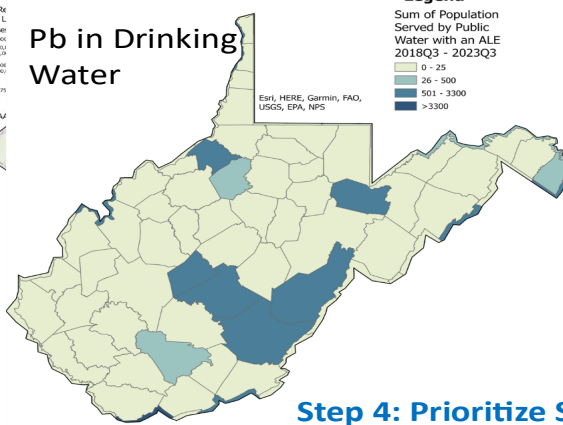 Pb in Drinking
Water
Legend
Sum of Population
Served by Public
Water with an ALE
2018Q3 - 2023Q3
0 - 25
26 - 500
501 - 3300
>3300
Esri, HERE, Garmin, FAO,
USGS, EPA, NPS
Step 4: Prioritize S